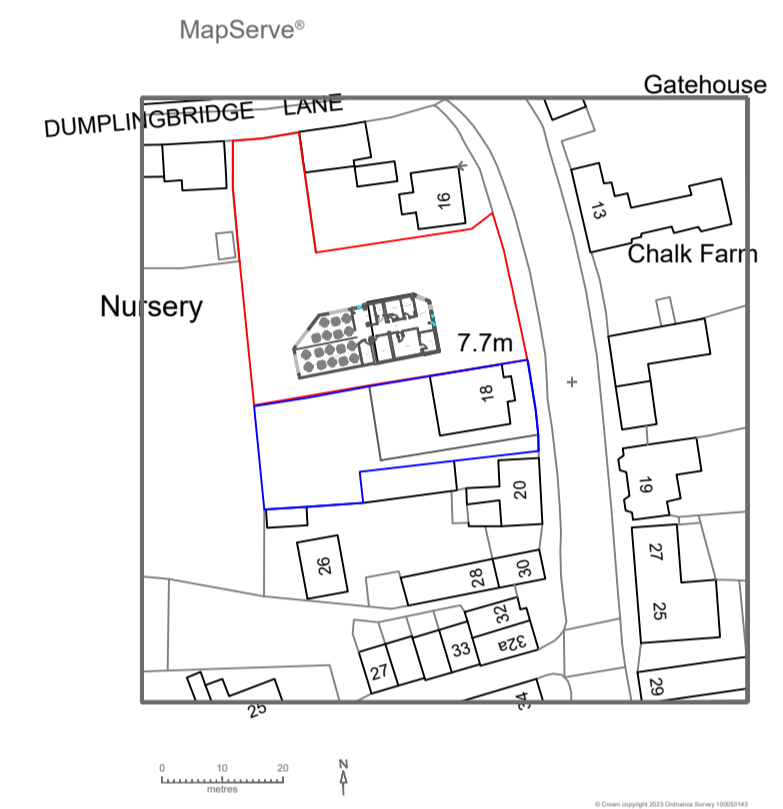 MapServe®
Gatehouse
DUMPLINGBRIDGE LANE
16
13
Chalk Farm
Nursery
7.7m
18
19
20
26
28
30
27
25
32
32a
33
27
29
34
25
0 10 20
metres
N
© Crown copyright 2023 Ordnance Survey 100053143